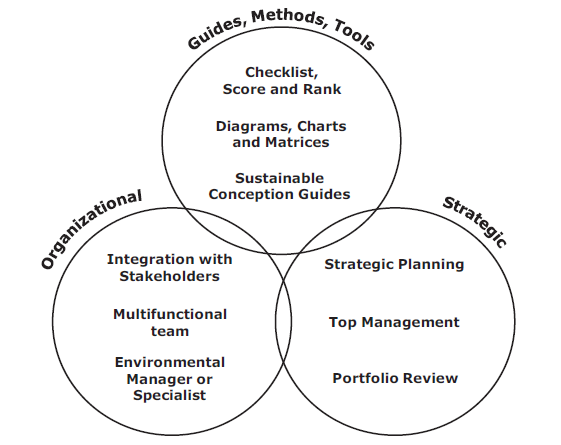 Guides, Methods, Tools
Checklist,
Score and Rank
Diagrams, Charts
and Matrices
Sustainable
Conception Guides
Organizational
Integration with
Stakeholders
Multifunctional
team
Environmental
Manager or
Specialist
Strategic
Strategic Planning
Top Management
Portfolio Review